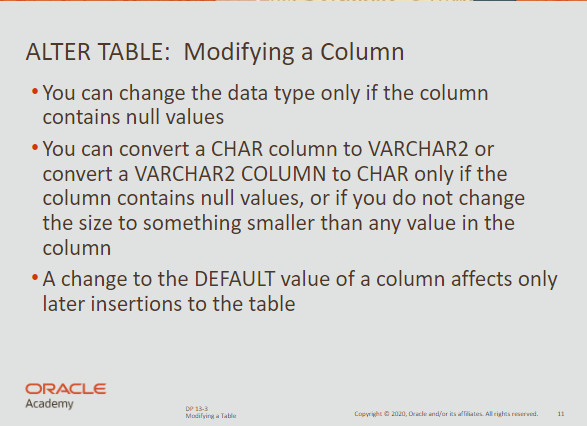 ALTER TABLE: Modifying a Column
•You can change the data type only if the column
contains null values
•You can convert a CHAR column to VARCHAR2 or
convert a VARCHAR2 COLUMN to CHAR only if the
column contains null values, or if you do not change
the size to something smaller than any value in the
column
•A change to the DEFAULT value of a column affects only
later insertions to the table
ORACLE
Academy
DP 13-3
Modifying a Table
Copyright © 2020, Oracle and/or its affiliates. All rights reserved.
11